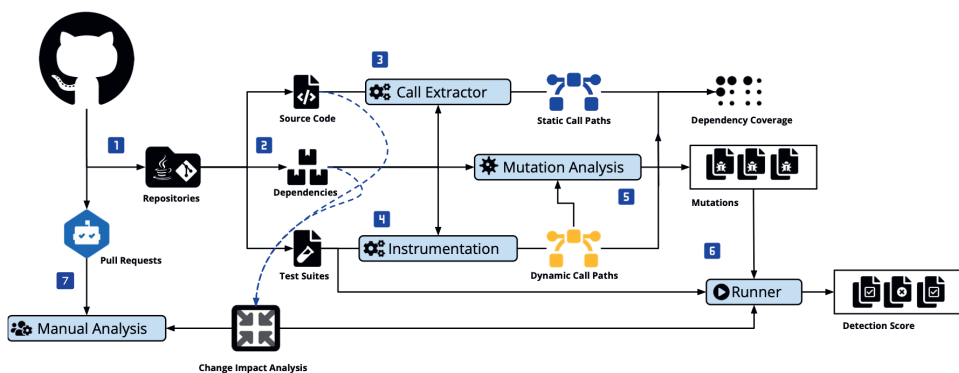 3
Call Extractor
Source Code
Static Call Paths
Dependency Coverage
1
2
Repositories
Dependencies
Mutation Analysis
5
Mutations
4
Pull Requests
Test Suites
Instrumentation
Dynamic Call Paths
6
7
Runner
Manual Analysis
Detection Score
Change Impact Analysis